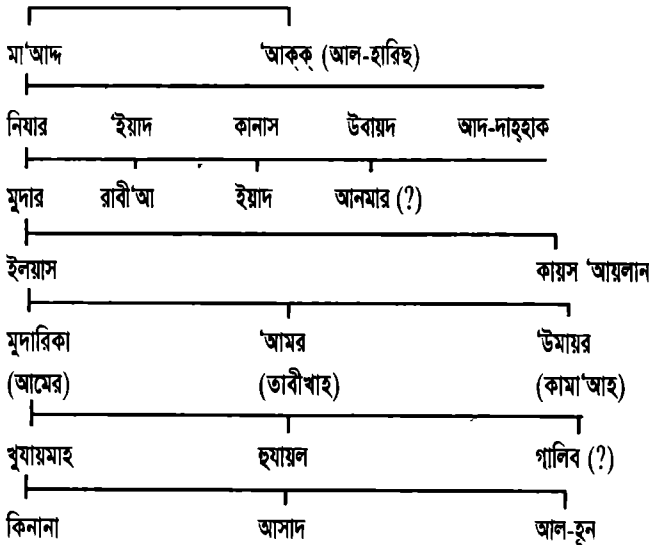 মা‘আদ্দ ‘আক্ক্ (আল-হারিছ)
নিযার ‘ইয়াদ কানাস উবায়দ আদ-দাহ্হাক
মুদার রাবী‘আ ইয়াদ আনমার (?)
ইলয়াস কায়স ‘আয়লান
মুদারিকা ‘আমর ‘উমায়র
(আমের) (তাবীখাহ) (কামা‘আহ)
খুযায়মাহ হুযায়ল গালিব (?)
কিনানা আসাদ আল-হূন